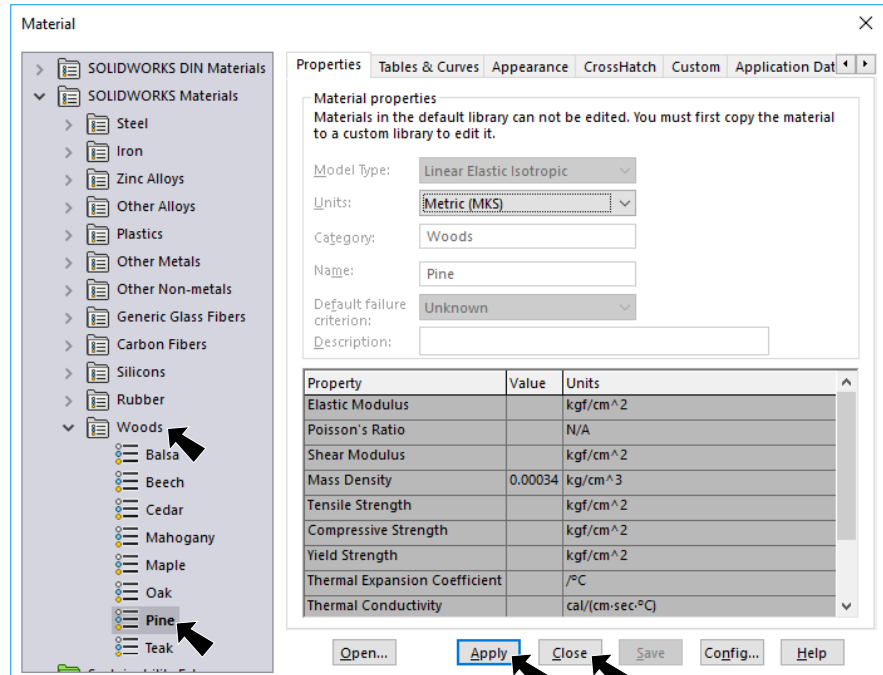 Material
SOLIDWORKS DIN Materials
SOLIDWORKS Materials
Steel
Iron
Zinc Alloys
Other Alloys
Plastics
Other Metals
Other Non-metals
Generic Glass Fibers
Carbon Fibers
Silicons
Rubber
Woods
Balsa
Beech
Cedar
Mahogany
Maple
Oak
Pine
Teak
Properties Tables & Curves Appearance CrossHatch Custom Application Dat
Material properties
Materials in the default library can not be edited. You must first copy the material
to a custom library to edit it.
Model Type: Linear Elastic Isotropic
Units: Metric (MKS)
Category: Woods
Name: Pine
Default failure
criterion: Unknown
Description:
Property Value Units
Elastic Modulus kgf/cm^2
Poisson's Ratio N/A
Shear Modulus kgf/cm^2
Mass Density 0.00034 kg/cm^3
Tensile Strength kgf/cm^2
Compressive Strength kgf/cm^2
Yield Strength kgf/cm^2
Thermal Expansion Coefficient /°C
Thermal Conductivity cal/(cm·sec·°C)
Open... Apply Close Save Config... Help